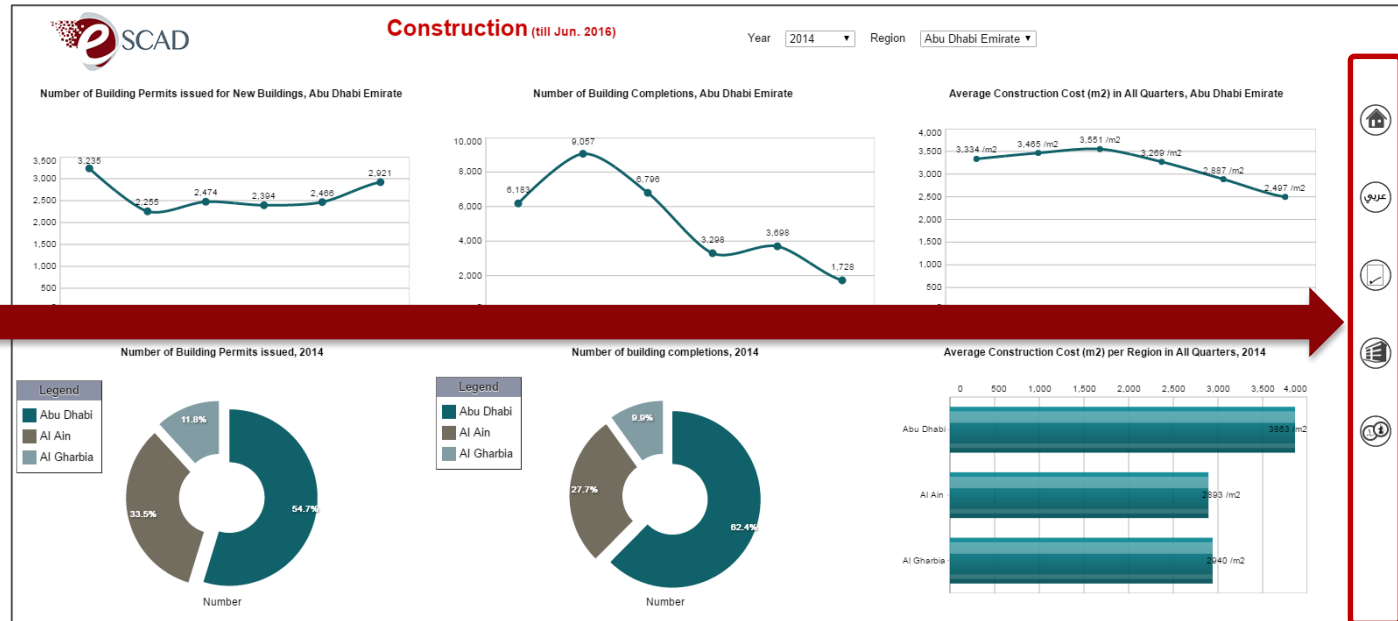 e SCAD
Construction (till Jun. 2016)
Year 2014 Region Abu Dhabi Emirate
Number of Building Permits issued for New Buildings, Abu Dhabi Emirate
3,500
3,000
2,500
2,000
1,500
1,000
500
3,235
2,255
2,474
2,394
2,466
2,921
Number of Building Completions, Abu Dhabi Emirate
10,000
8,000
6,000
4,000
2,000
6,183
9,057
6,796
3,298
3,698
1,728
Average Construction Cost (m2) in All Quarters, Abu Dhabi Emirate
4,000
3,500
3,000
2,500
2,000
1,500
1,000
500
3,334 /m2
3,465 /m2
3,551 /m2
3,269 /m2
2,887 /m2
2,497 /m2
عربي
Number of Building Permits issued, 2014
Legend
Abu Dhabi
Al Ain
Al Gharbia
11.8%
33.5%
54.7%
Number
Number of building completions, 2014
Legend
Abu Dhabi
Al Ain
Al Gharbia
9.9%
27.7%
62.4%
Number
Average Construction Cost (m2) per Region in All Quarters, 2014
0 500 1,000 1,500 2,000 2,500 3,000 3,500 4,000
Abu Dhabi 3863 /m2
Al Ain 2893 /m2
Al Gharbia 2940 /m2